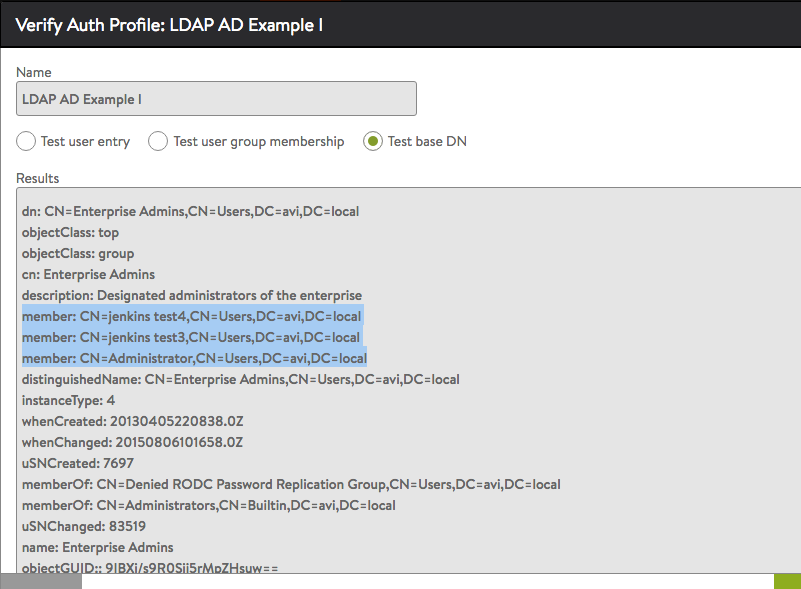 Verify Auth Profile: LDAP AD Example I
Name
LDAP AD Example I
Test user entry Test user group membership Test base DN
Results
dn: CN=Enterprise Admins,CN=Users,DC=avi,DC=local
objectClass: top
objectClass: group
cn: Enterprise Admins
description: Designated administrators of the enterprise
member: CN=jenkins test4,CN=Users,DC=avi,DC=local
member: CN=jenkins test3,CN=Users,DC=avi,DC=local
member: CN=Administrator,CN=Users,DC=avi,DC=local
distinguishedName: CN=Enterprise Admins,CN=Users,DC=avi,DC=local
instanceType: 4
whenCreated: 20130405220838.0Z
whenChanged: 20150806101658.0Z
uSNCreated: 7697
memberOf: CN=Denied RODC Password Replication Group,CN=Users,DC=avi,DC=local
memberOf: CN=Administrators,CN=Builtin,DC=avi,DC=local
uSNChanged: 83519
name: Enterprise Admins
objectGUID::